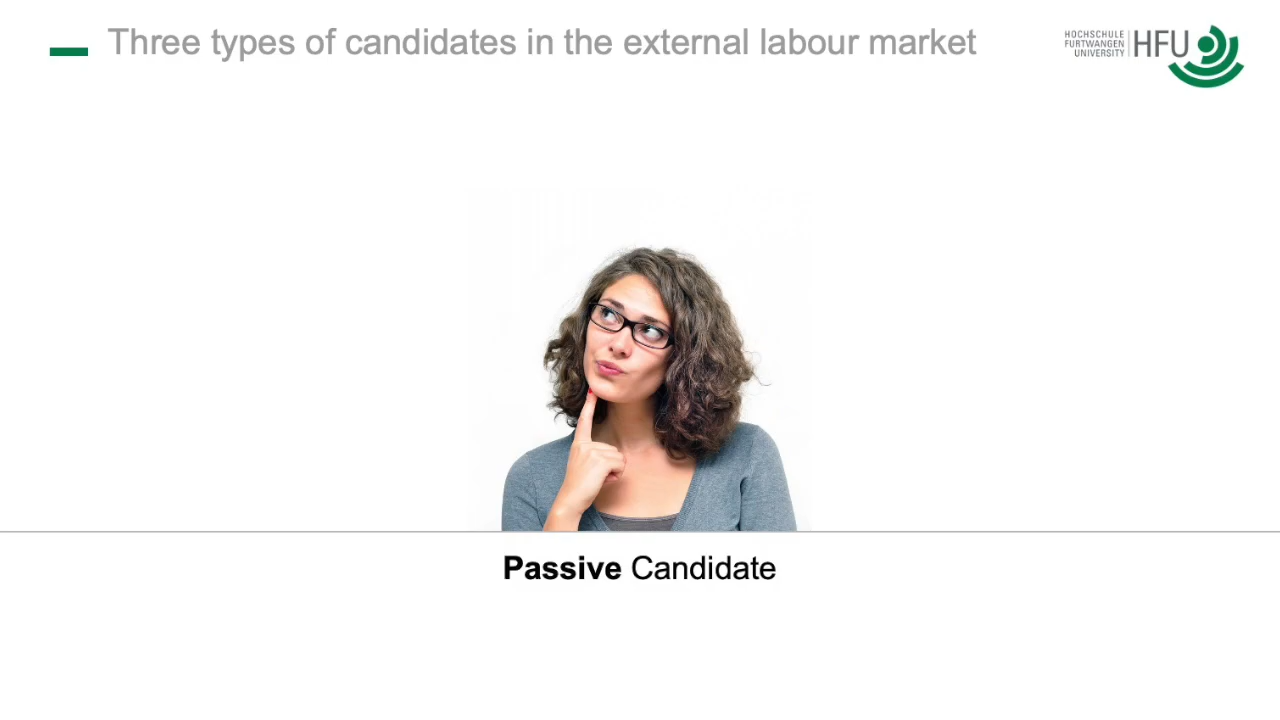 Three types of candidates in the external labour market
HOCHSCHULE
FURTWANGEN
UNIVERSITY
HFU
Passive Candidate